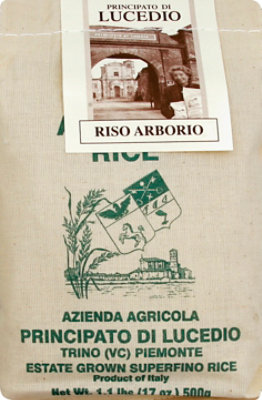 PRINCIPATO DI
LUCEDIO
RISO ARBORIO
RICE
AZIENDA AGRICOLA
PRINCIPATO DI LUCEDIO
TRINO (VC) PIEMONTE
ESTATE GROWN SUPERFINO RICE
Product of Italy
Net Wt. 1.1 lbs (17 oz) 500g